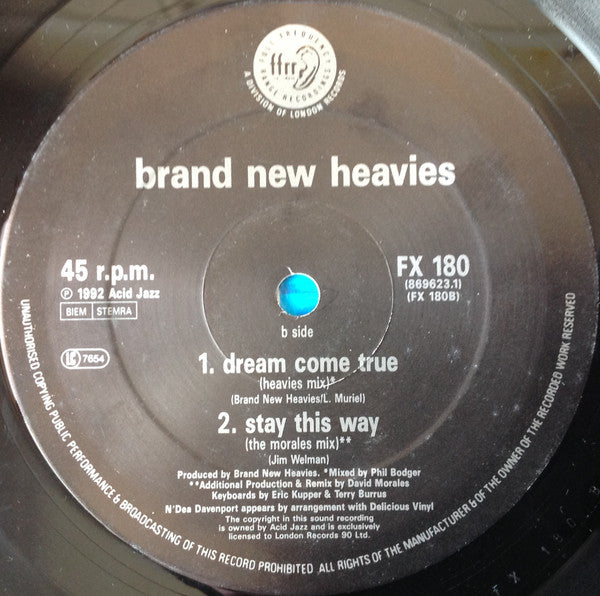 FULL FREQUENCY
ffrr
RANGE RECORDINGS
A DIVISION OF LONDON RECORDS
brand new heavies
45 r.p.m.
℗ 1992 Acid Jazz
BIEM STEMRA
LC 7654
FX 180
(869623.1)
(FX 180B)
b side
1. dream come true
(heavies mix)*
(Brand New Heavies/L. Muriel)
2. stay this way
(the morales mix)**
(Jim Welman)
Produced by Brand New Heavies. *Mixed by Phil Bodger
**Additional Production & Remix by David Morales
Keyboards by Eric Kupper & Terry Burrus
N'Dea Davenport appears by arrangement with Delicious Vinyl
The copyright in this sound recording
is owned by Acid Jazz and is exclusively
licensed to London Records 90 Ltd.
UNAUTHORISED COPYING PUBLIC PERFORMANCE & BROADCASTING OF THIS RECORD PROHIBITED ALL RIGHTS OF THE MANUFACTURER & OF THE OWNER OF THE RECORDED WORK RESERVED